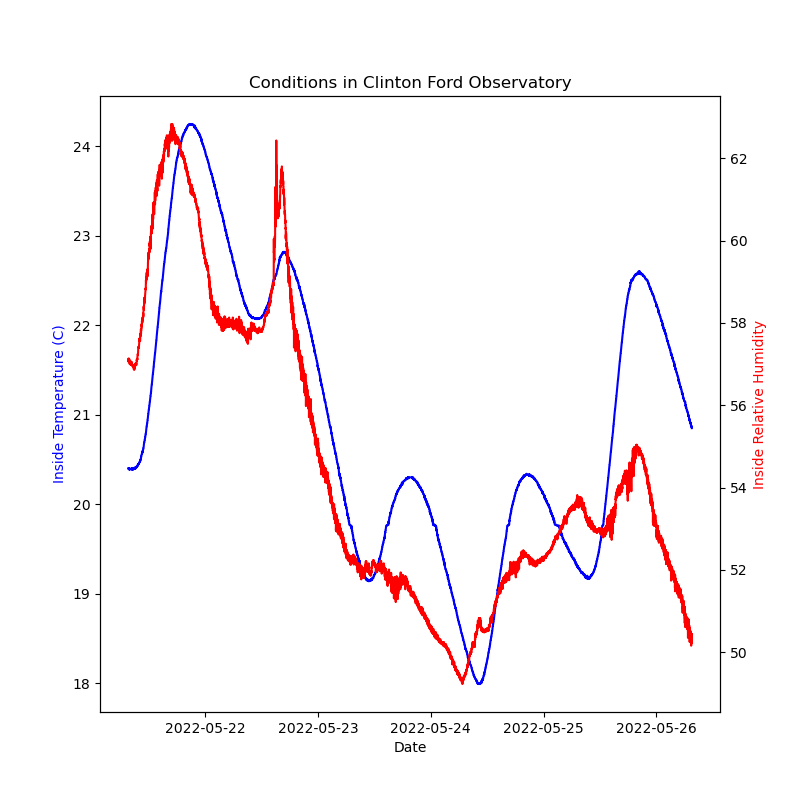 Conditions in Clinton Ford Observatory
24
23
22
21
20
19
18
Inside Temperature (C)
62
60
58
56
54
52
50
Inside Relative Humidity
2022-05-22 2022-05-23 2022-05-24 2022-05-25 2022-05-26
Date